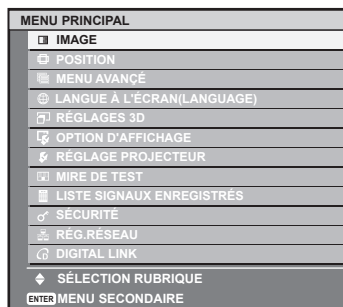 MENU PRINCIPAL
IMAGE
POSITION
MENU AVANÇÉ
LANGUE À L'ÉCRAN(LANGUAGE)
RÉGLAGES 3D
OPTION D'AFFICHAGE
RÉGLAGE PROJECTEUR
MIRE DE TEST
LISTE SIGNAUX ENREGISTRÉS
SÉCURITÉ
RÉG.RÉSEAU
DIGITAL LINK
SÉLECTION RUBRIQUE
ENTER MENU SECONDAIRE